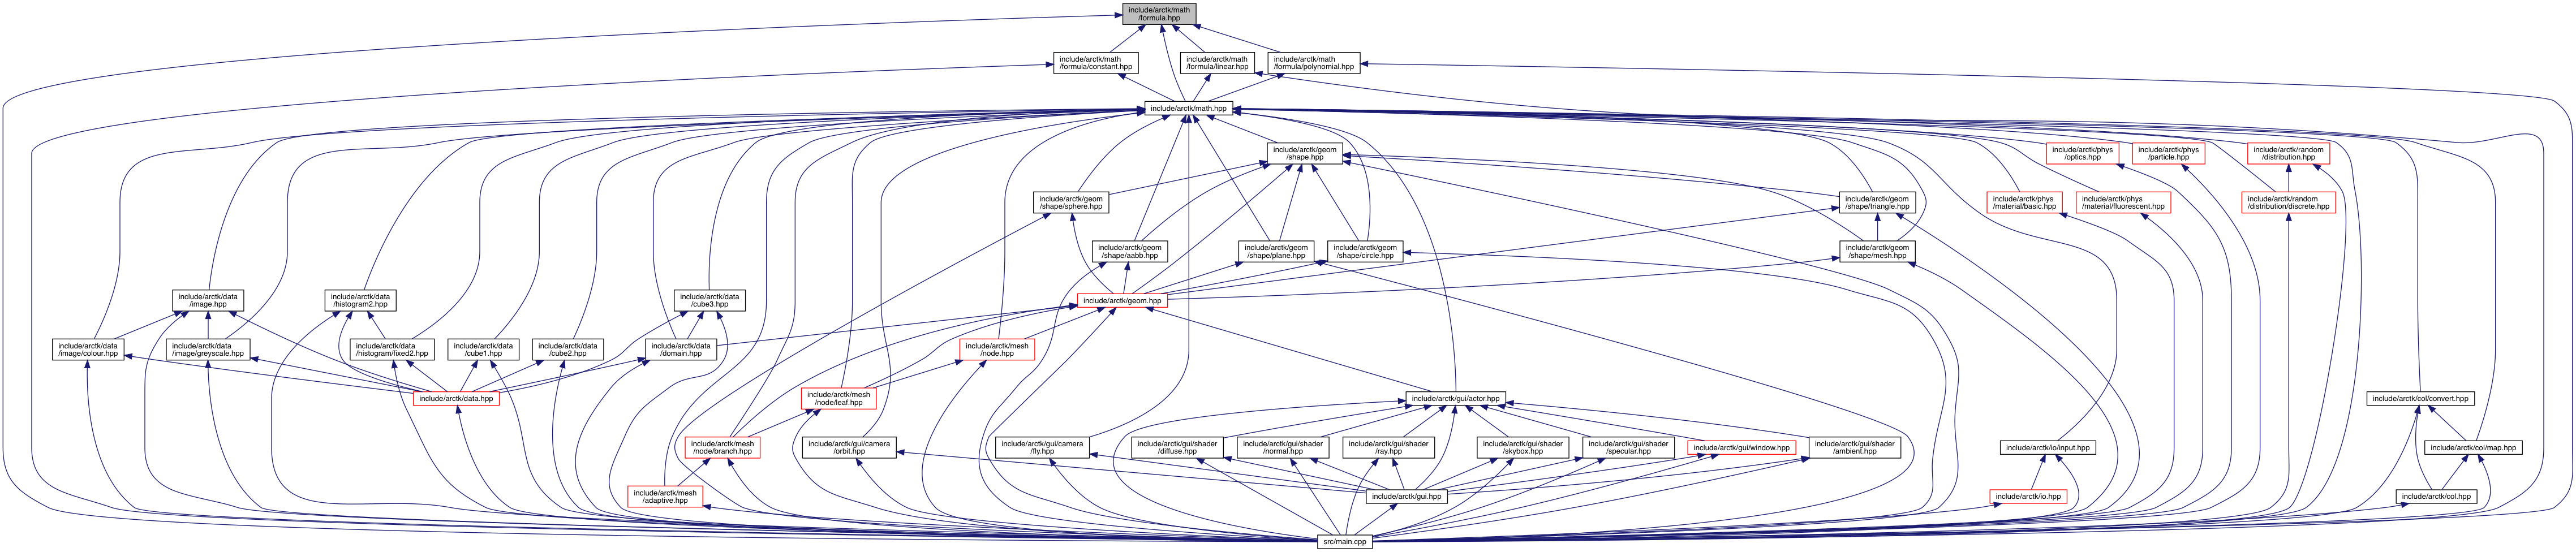 include/arctk/math
/formula.hpp
include/arctk/math
/formula/constant.hpp
include/arctk/math
/formula/linear.hpp
include/arctk/math
/formula/polynomial.hpp
include/arctk/math.hpp
include/arctk/geom
/shape.hpp
include/arctk/phys
/optics.hpp
include/arctk/phys
/particle.hpp
include/arctk/random
/distribution.hpp
include/arctk/geom
/shape/sphere.hpp
include/arctk/geom
/shape/triangle.hpp
include/arctk/phys
/material/basic.hpp
include/arctk/phys
/material/fluorescent.hpp
include/arctk/random
/distribution/discrete.hpp
include/arctk/geom
/shape/aabb.hpp
include/arctk/geom
/shape/plane.hpp
include/arctk/geom
/shape/circle.hpp
include/arctk/geom
/shape/mesh.hpp
include/arctk/data
/image.hpp
include/arctk/data
/histogram2.hpp
include/arctk/data
/cube3.hpp
include/arctk/geom.hpp
include/arctk/data
/image/colour.hpp
include/arctk/data
/image/greyscale.hpp
include/arctk/data
/histogram/fixed2.hpp
include/arctk/data
/cube1.hpp
include/arctk/data
/cube2.hpp
include/arctk/data
/domain.hpp
include/arctk/mesh
/node.hpp
include/arctk/data.hpp
include/arctk/mesh
/node/leaf.hpp
include/arctk/gui/actor.hpp
include/arctk/col/convert.hpp
include/arctk/mesh
/node/branch.hpp
include/arctk/gui/camera
/orbit.hpp
include/arctk/gui/camera
/fly.hpp
include/arctk/gui/shader
/diffuse.hpp
include/arctk/gui/shader
/normal.hpp
include/arctk/gui/shader
/ray.hpp
include/arctk/gui/shader
/skybox.hpp
include/arctk/gui/shader
/specular.hpp
include/arctk/gui/window.hpp
include/arctk/gui/shader
/ambient.hpp
include/arctk/io/input.hpp
include/arctk/col/map.hpp
include/arctk/mesh
/adaptive.hpp
include/arctk/gui.hpp
include/arctk/io.hpp
include/arctk/col.hpp
src/main.cpp